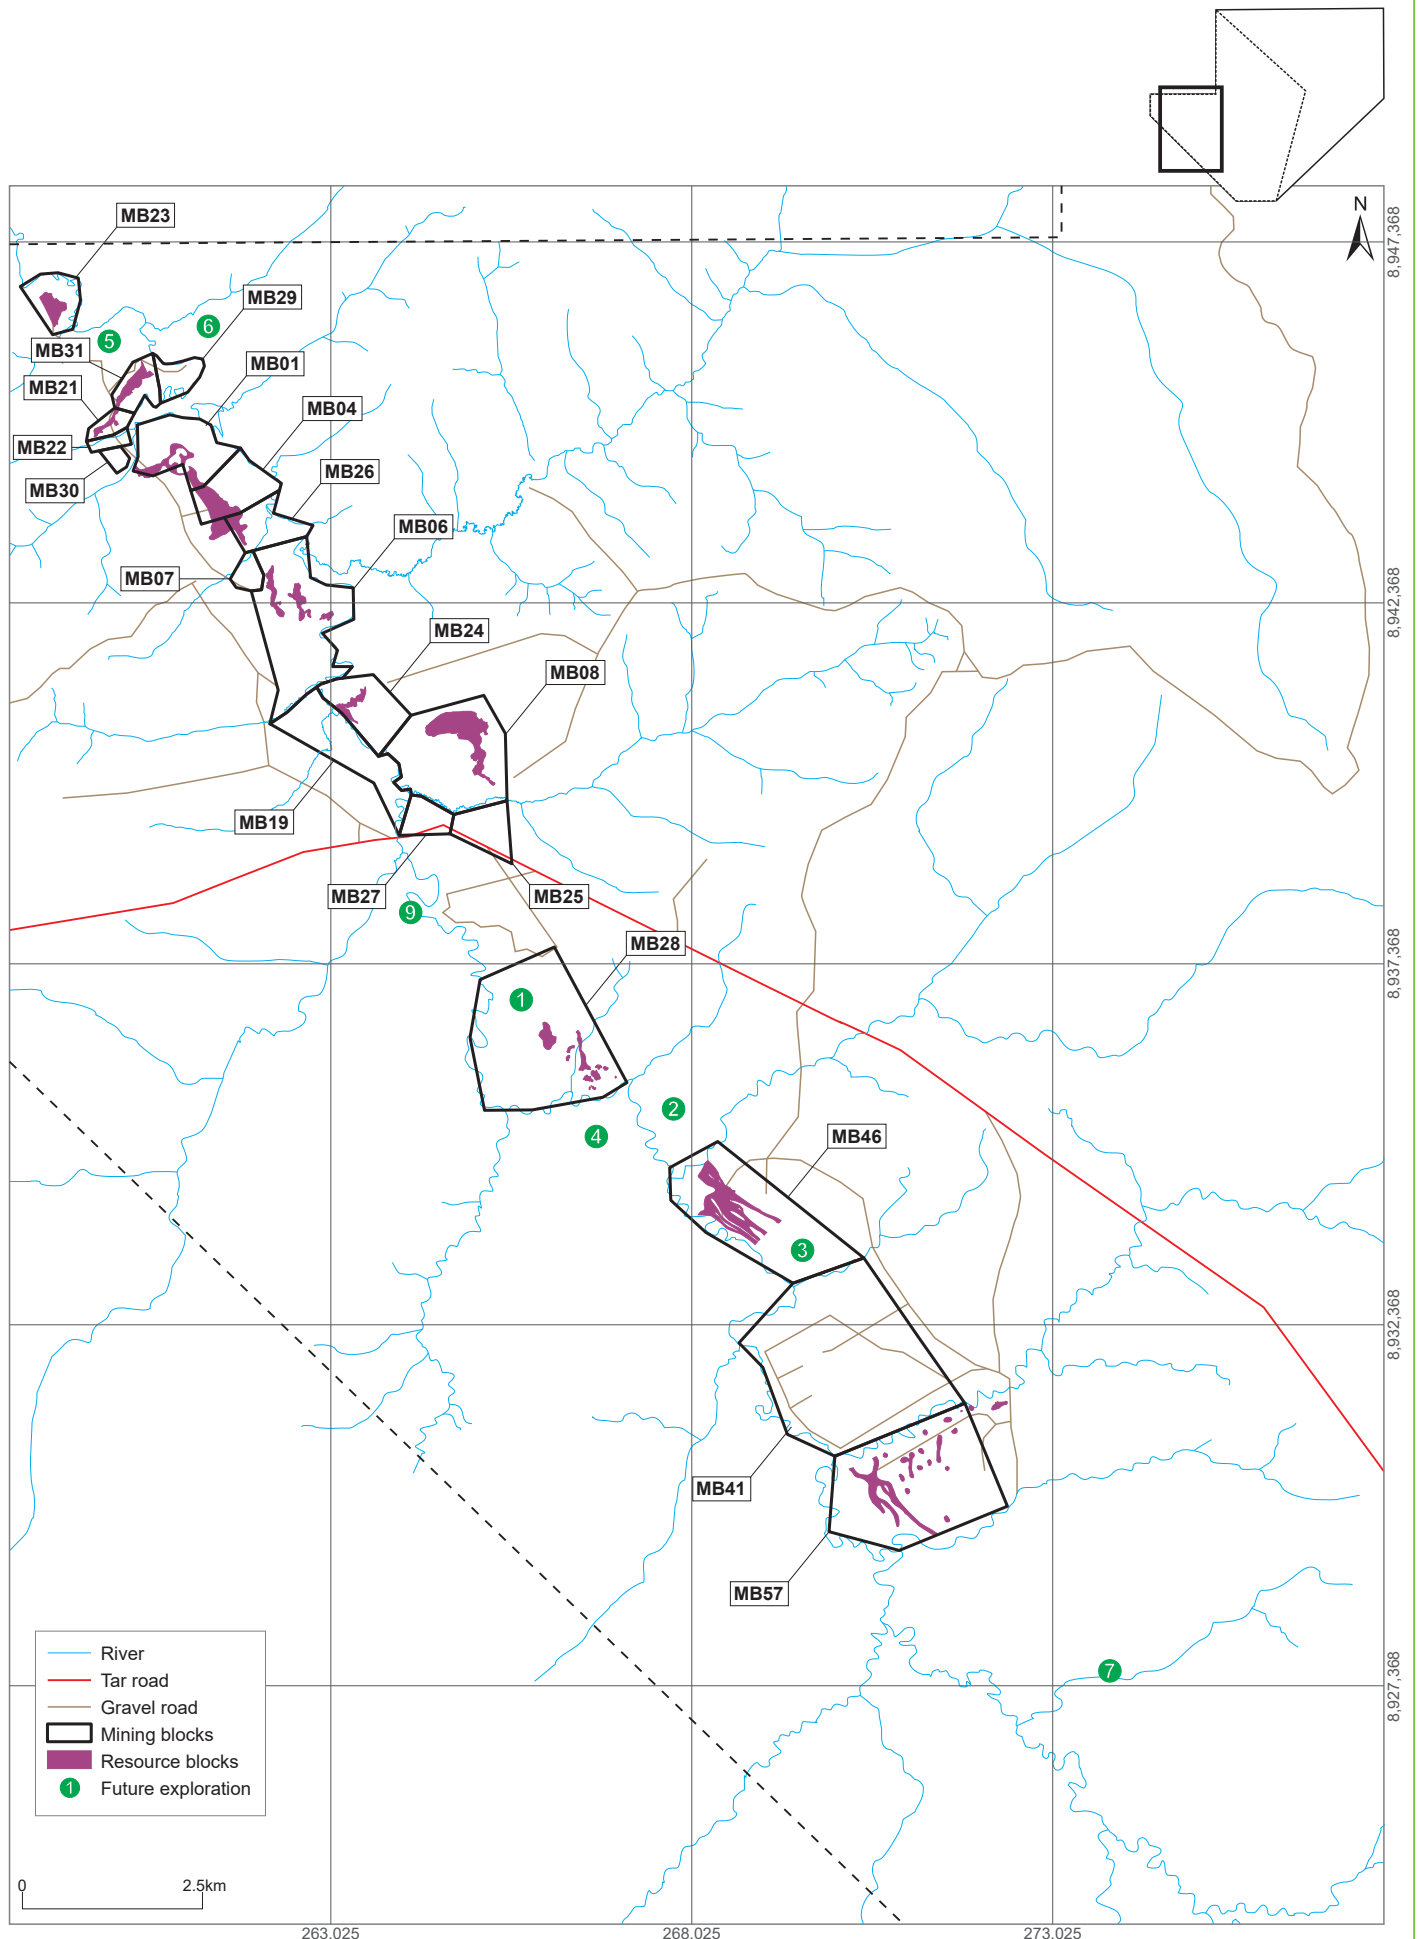 N
8,947,368
MB23
MB29
6
5
MB31
MB01
MB21
MB04
MB22
MB26
MB30
MB06
MB07
8,942,368
MB24
MB08
MB19
MB27
MB25
9
MB28
8,937,368
1
2
4
MB46
3
8,932,368
MB41
MB57
7
8,927,368
River
Tar road
Gravel road
Mining blocks
Resource blocks
1 Future exploration
0 2.5km
263.025 268.025 273.025